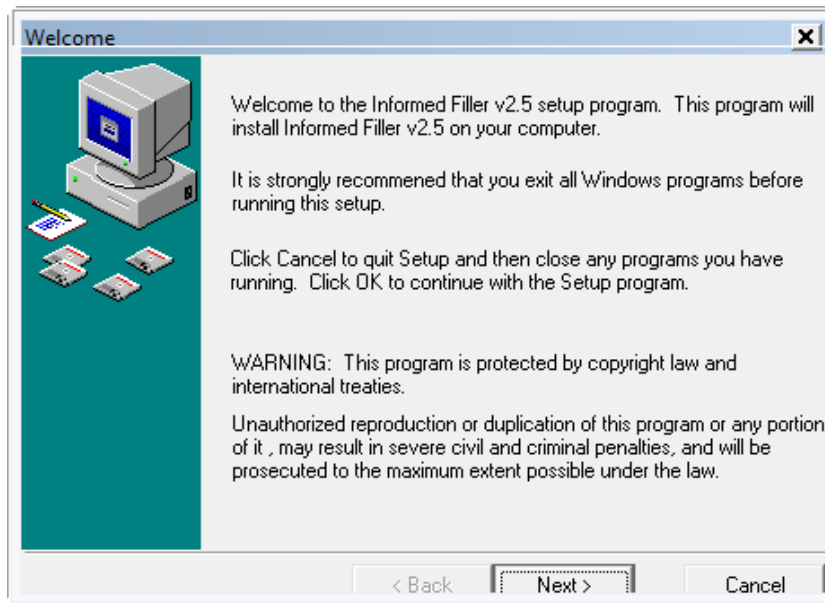 Welcome
Welcome to the Informed Filler v2.5 setup program.  This program will
install Informed Filler v2.5 on your computer.
It is strongly recommened that you exit all Windows programs before
running this setup.
Click Cancel to quit Setup and then close any programs you have
running.  Click OK to continue with the Setup program.
WARNING:  This program is protected by copyright law and
international treaties.
Unauthorized reproduction or duplication of this program or any portion
of it , may result in severe civil and criminal penalties, and will be
prosecuted to the maximum extent possible under the law.
< Back Next > Cancel